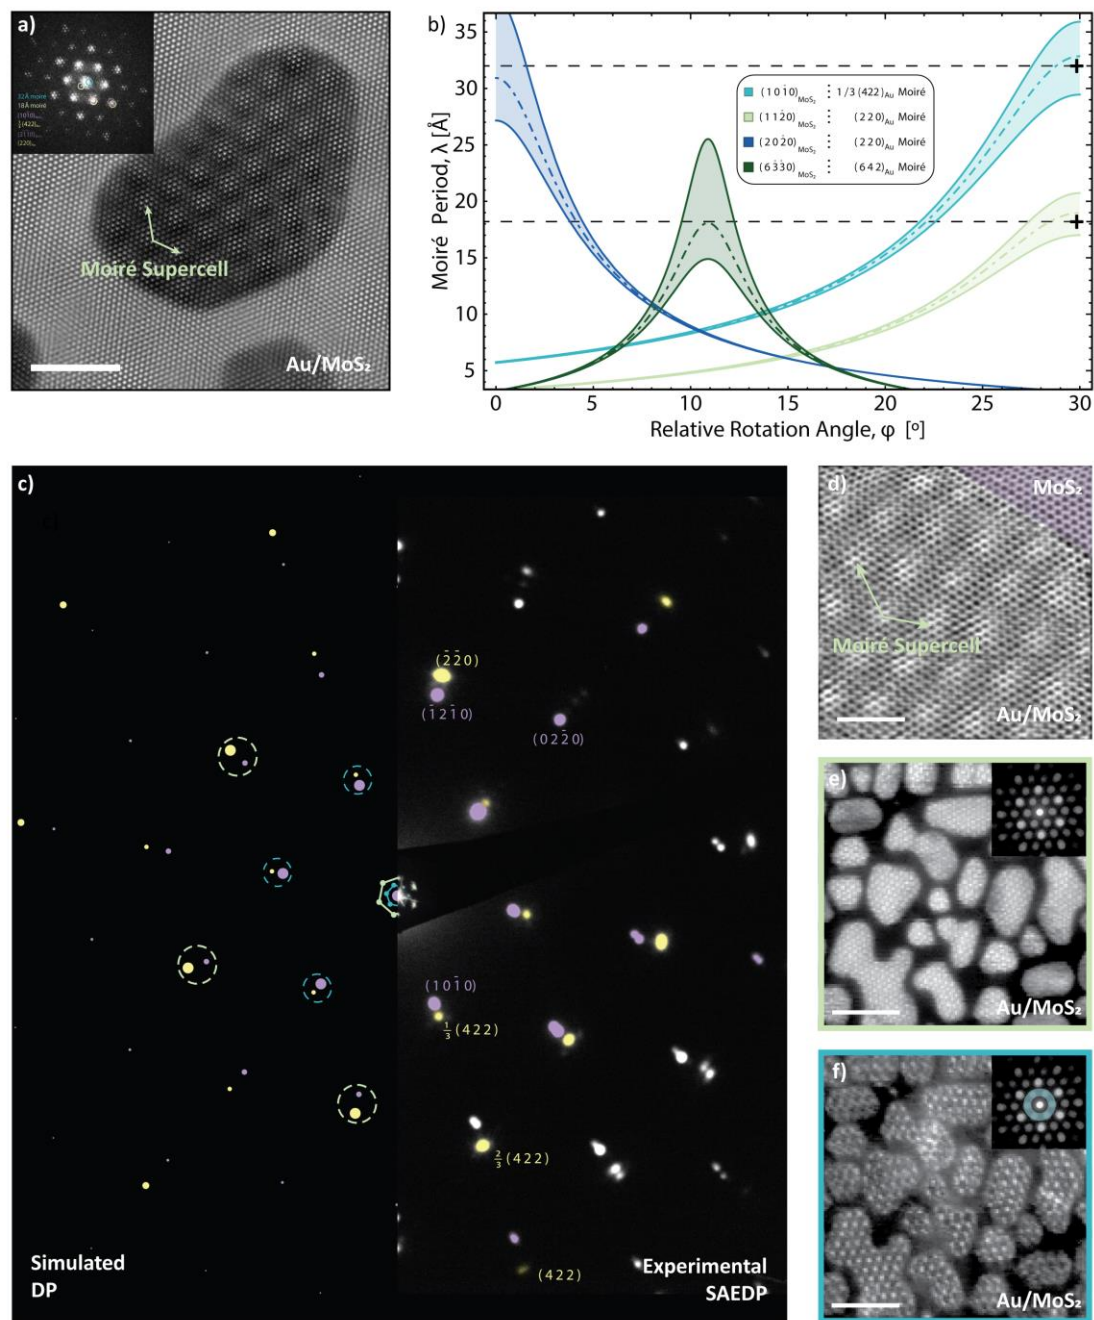 a)
32Å moiré
18Å moiré
Moiré Supercell
Au/MoS₂
b)
Moiré Period, λ [Å]
35
30
25
20
15
10
5
(101̄0)MoS₂ : 1/3 (422)Au Moiré
(112̄0)MoS₂ : (220)Au Moiré
(202̄0)MoS₂ : (220)Au Moiré
(63̄3̄0)MoS₂ : (642)Au Moiré
0 5 10 15 20 25 30
Relative Rotation Angle, φ [º]
c)
(2̄2̄0)
(1̄21̄0)
(022̄0)
(101̄0)
1/3 (422)
2/3 (422)
(422)
Simulated
DP
Experimental
SAEDP
d)
MoS₂
Moiré Supercell
Au/MoS₂
e)
Au/MoS₂
f)
Au/MoS₂